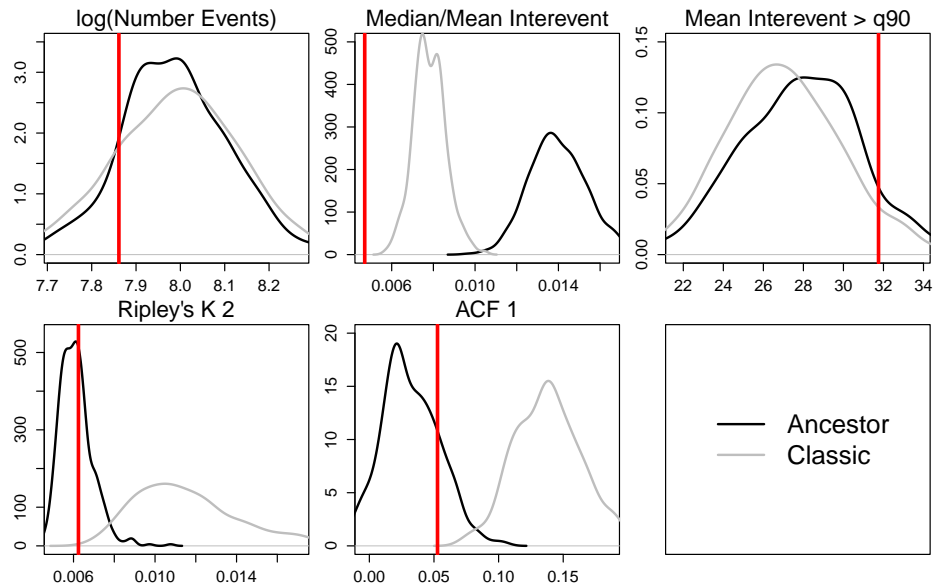 log(Number Events)
0.0 1.0 2.0 3.0
7.7 7.8 7.9 8.0 8.1 8.2
Median/Mean Interevent
0 100 200 300 400 500
0.006 0.010 0.014
Mean Interevent > q90
0.00 0.05 0.10 0.15
22 24 26 28 30 32 34
Ripley's K 2
0 100 300 500
0.006 0.010 0.014
ACF 1
0 5 10 15 20
0.00 0.05 0.10 0.15
Ancestor
Classic